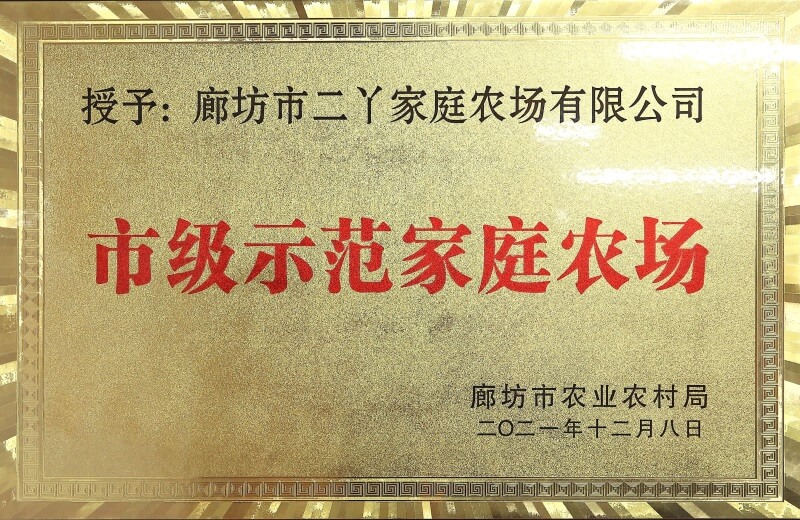 授予：廊坊市二丫家庭农场有限公司
市级示范家庭农场
廊坊市农业农村局
二〇二一年十二月八日